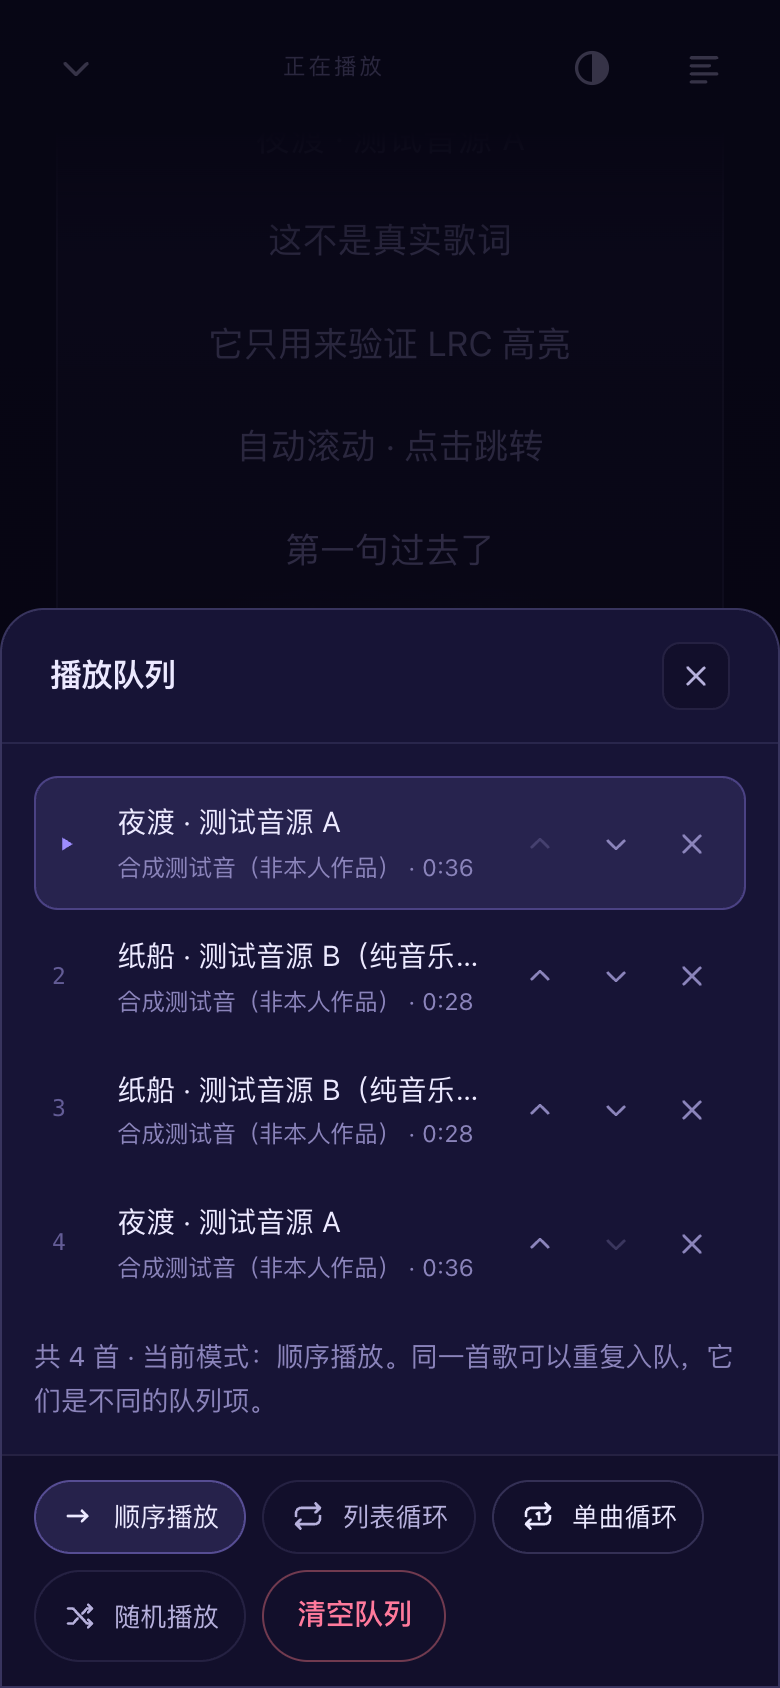 正在播放
夜渡 · 测试音源 A
这不是真实歌词
它只用来验证 LRC 高亮
自动滚动 · 点击跳转
第一句过去了
播放队列
夜渡 · 测试音源 A
合成测试音（非本人作品） · 0:36
2
纸船 · 测试音源 B（纯音乐...
合成测试音（非本人作品） · 0:28
3
纸船 · 测试音源 B（纯音乐...
合成测试音（非本人作品） · 0:28
4
夜渡 · 测试音源 A
合成测试音（非本人作品） · 0:36
共 4 首 · 当前模式：顺序播放。同一首歌可以重复入队，它
们是不同的队列项。
顺序播放
列表循环
单曲循环
随机播放
清空队列